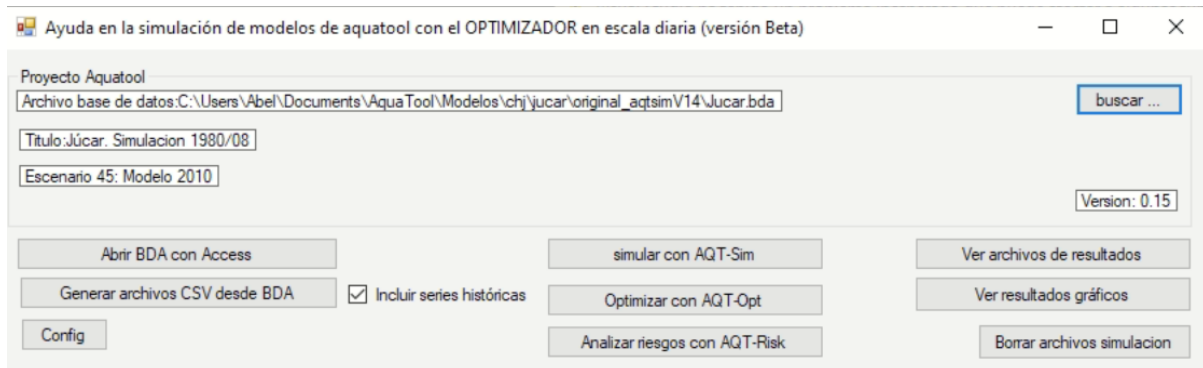 Ayuda en la simulación de modelos de aquatool con el OPTIMIZADOR en escala diaria (versión Beta)
Proyecto Aquatool
Archivo base de datos:C:\Users\Abel\Documents\AquaTool\Modelos\chj\jucar\original_aqtsimV14\Jucar.bda
buscar ...
Titulo:Júcar. Simulacion 1980/08
Escenario 45: Modelo 2010
Version: 0.15
Abrir BDA con Access
simular con AQT-Sim
Ver archivos de resultados
Generar archivos CSV desde BDA
Incluir series históricas
Optimizar con AQT-Opt
Ver resultados gráficos
Config
Analizar riesgos con AQT-Risk
Borrar archivos simulacion